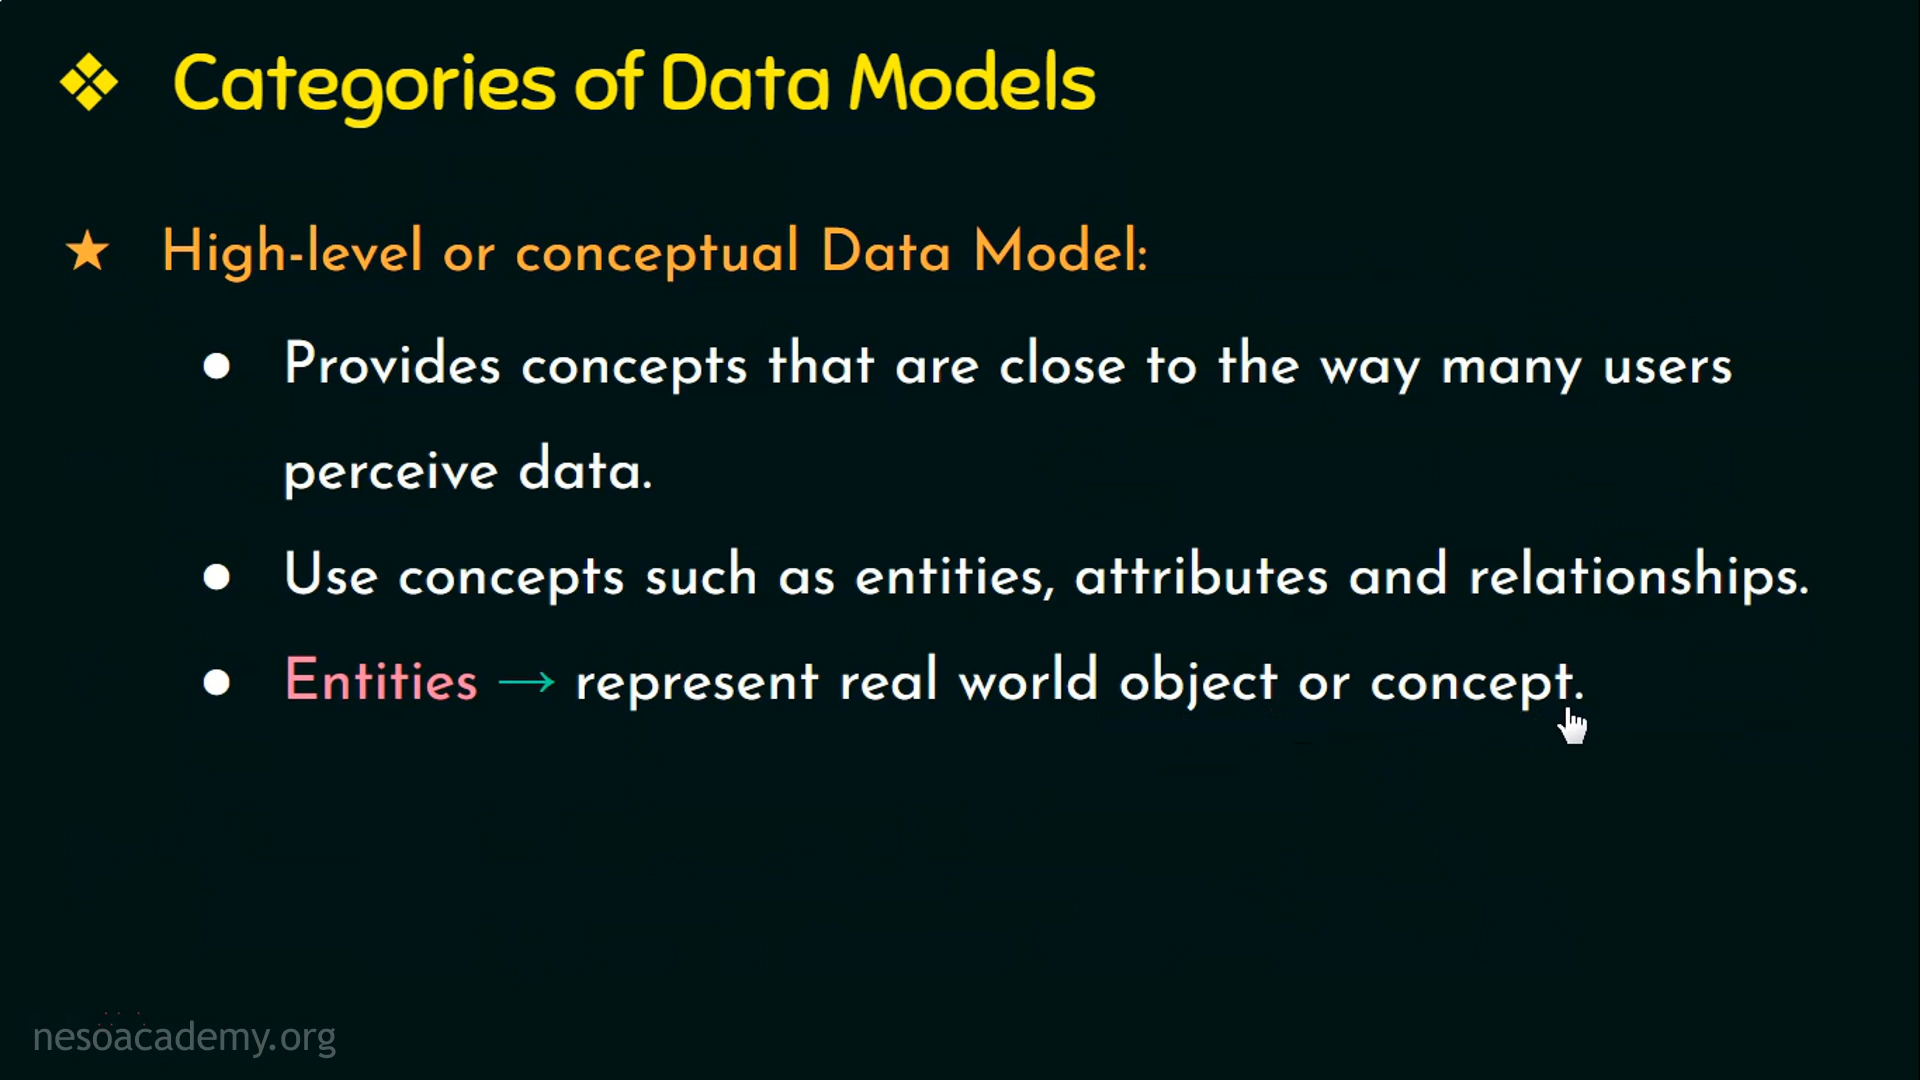 ❖ Categories of Data Models
★ High-level or conceptual Data Model:
● Provides concepts that are close to the way many users
perceive data.
● Use concepts such as entities, attributes and relationships.
● Entities → represent real world object or concept.
nesoacademy.org